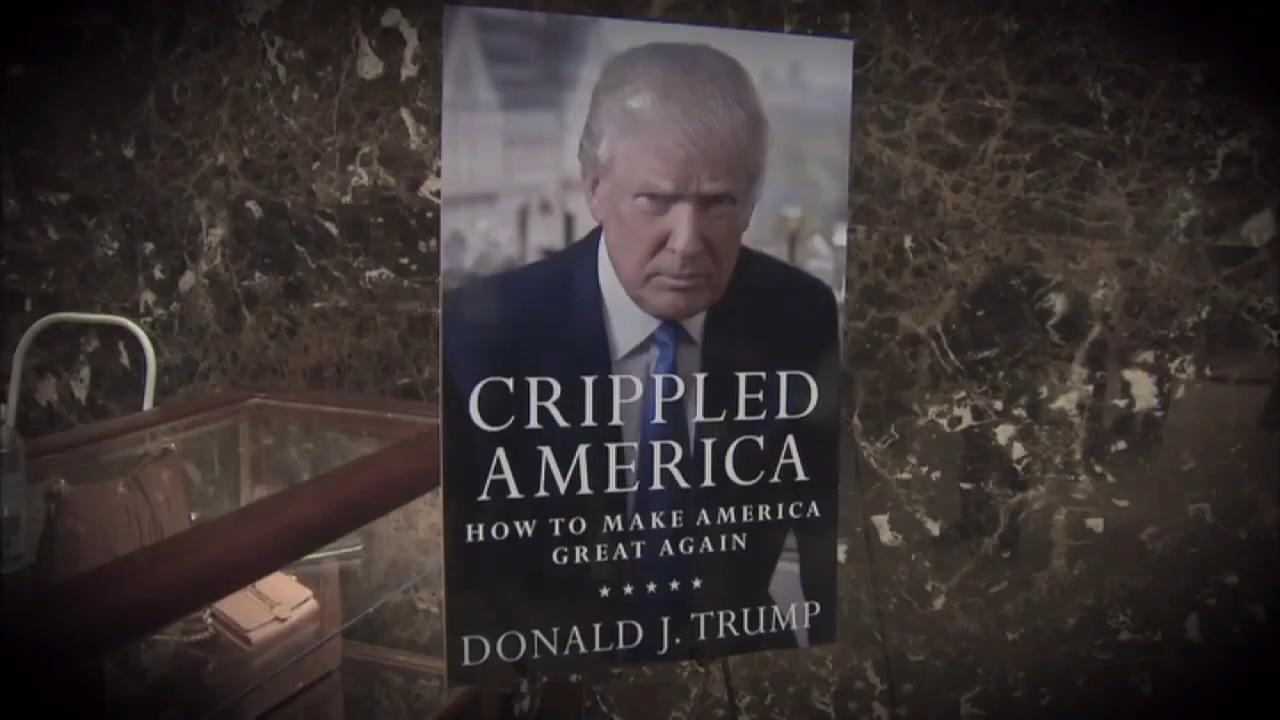 CRIPPLED
AMERICA
HOW TO MAKE AMERICA
GREAT AGAIN
DONALD J. TRUMP